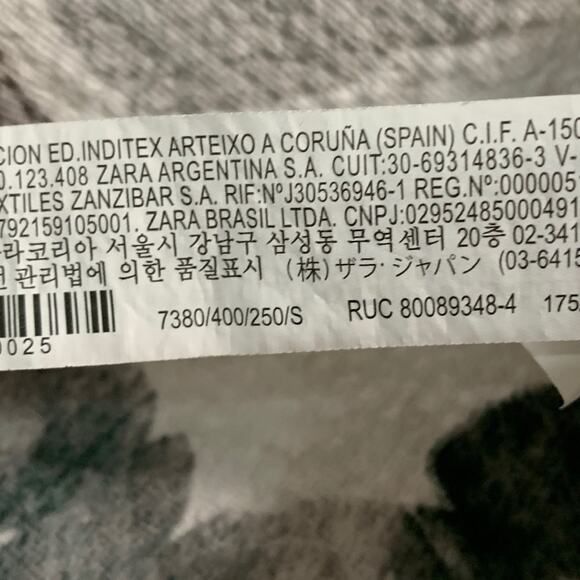 CION ED.INDITEX ARTEIXO A CORUÑA (SPAIN) C.I.F. A-150
0.123.408 ZARA ARGENTINA S.A. CUIT:30-69314836-3 V-
XTILES ZANZIBAR S.A. RIF:NºJ30536946-1 REG.Nº:000005
792159105001. ZARA BRASIL LTDA. CNPJ:02952485000491
라코리아 서울시 강남구 삼성동 무역센터 20층 02-341
관리법에 의한 품질표시 (株)ザラ・ジャパン (03-6415
7380/400/250/S RUC 80089348-4 175
0025